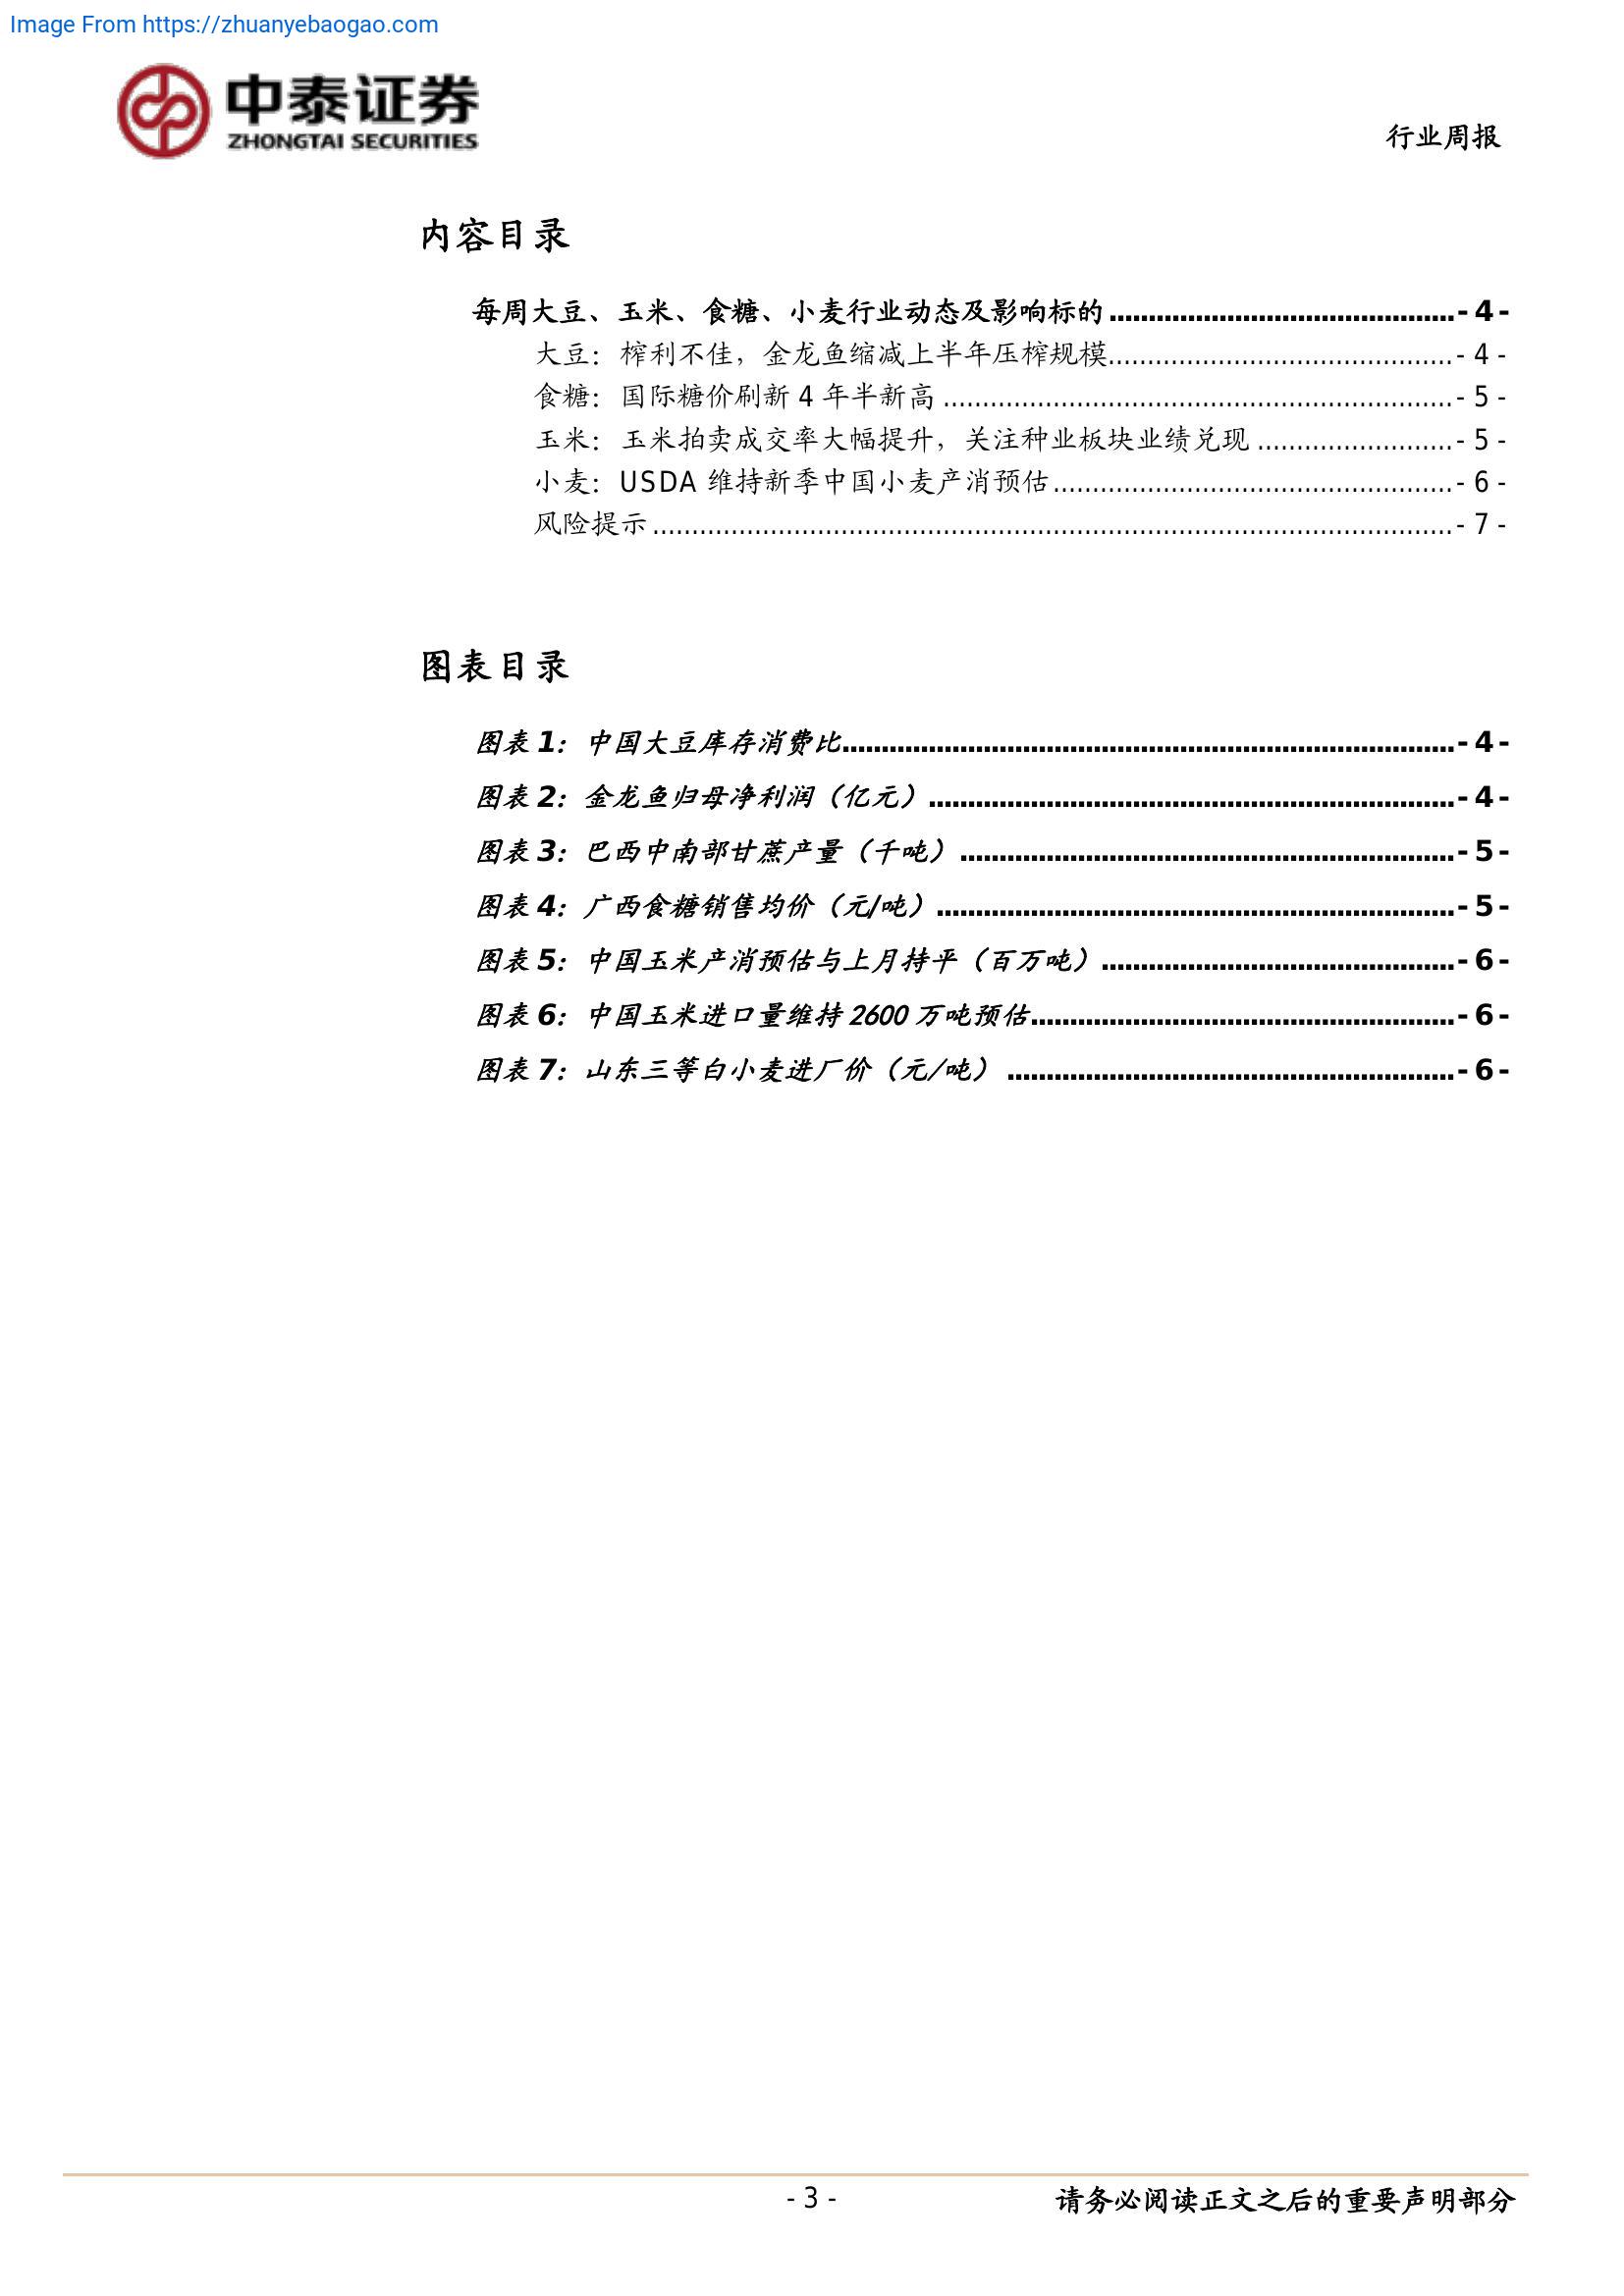 Image From https://zhuanyebaogao.com
中泰证券
ZHONGTAI SECURITIES
行业周报
内容目录
每周大豆、玉米、食糖、小麦行业动态及影响标的............................................- 4 -
大豆：榨利不佳，金龙鱼缩减上半年压榨规模............................................- 4 -
食糖：国际糖价刷新 4 年半新高 .................................................................- 5 -
玉米：玉米拍卖成交率大幅提升，关注种业板块业绩兑现 .........................- 5 -
小麦：USDA 维持新季中国小麦产消预估...................................................- 6 -
风险提示 ......................................................................................................- 7 -
图表目录
图表 1：中国大豆库存消费比..............................................................................- 4 -
图表 2：金龙鱼归母净利润（亿元）...................................................................- 4 -
图表 3：巴西中南部甘蔗产量（千吨）...............................................................- 5 -
图表 4：广西食糖销售均价（元/吨）..................................................................- 5 -
图表 5：中国玉米产消预估与上月持平（百万吨）.............................................- 6 -
图表 6：中国玉米进口量维持 2600 万吨预估......................................................- 6 -
图表 7：山东三等白小麦进厂价（元/吨） .........................................................- 6 -
- 3 -
请务必阅读正文之后的重要声明部分